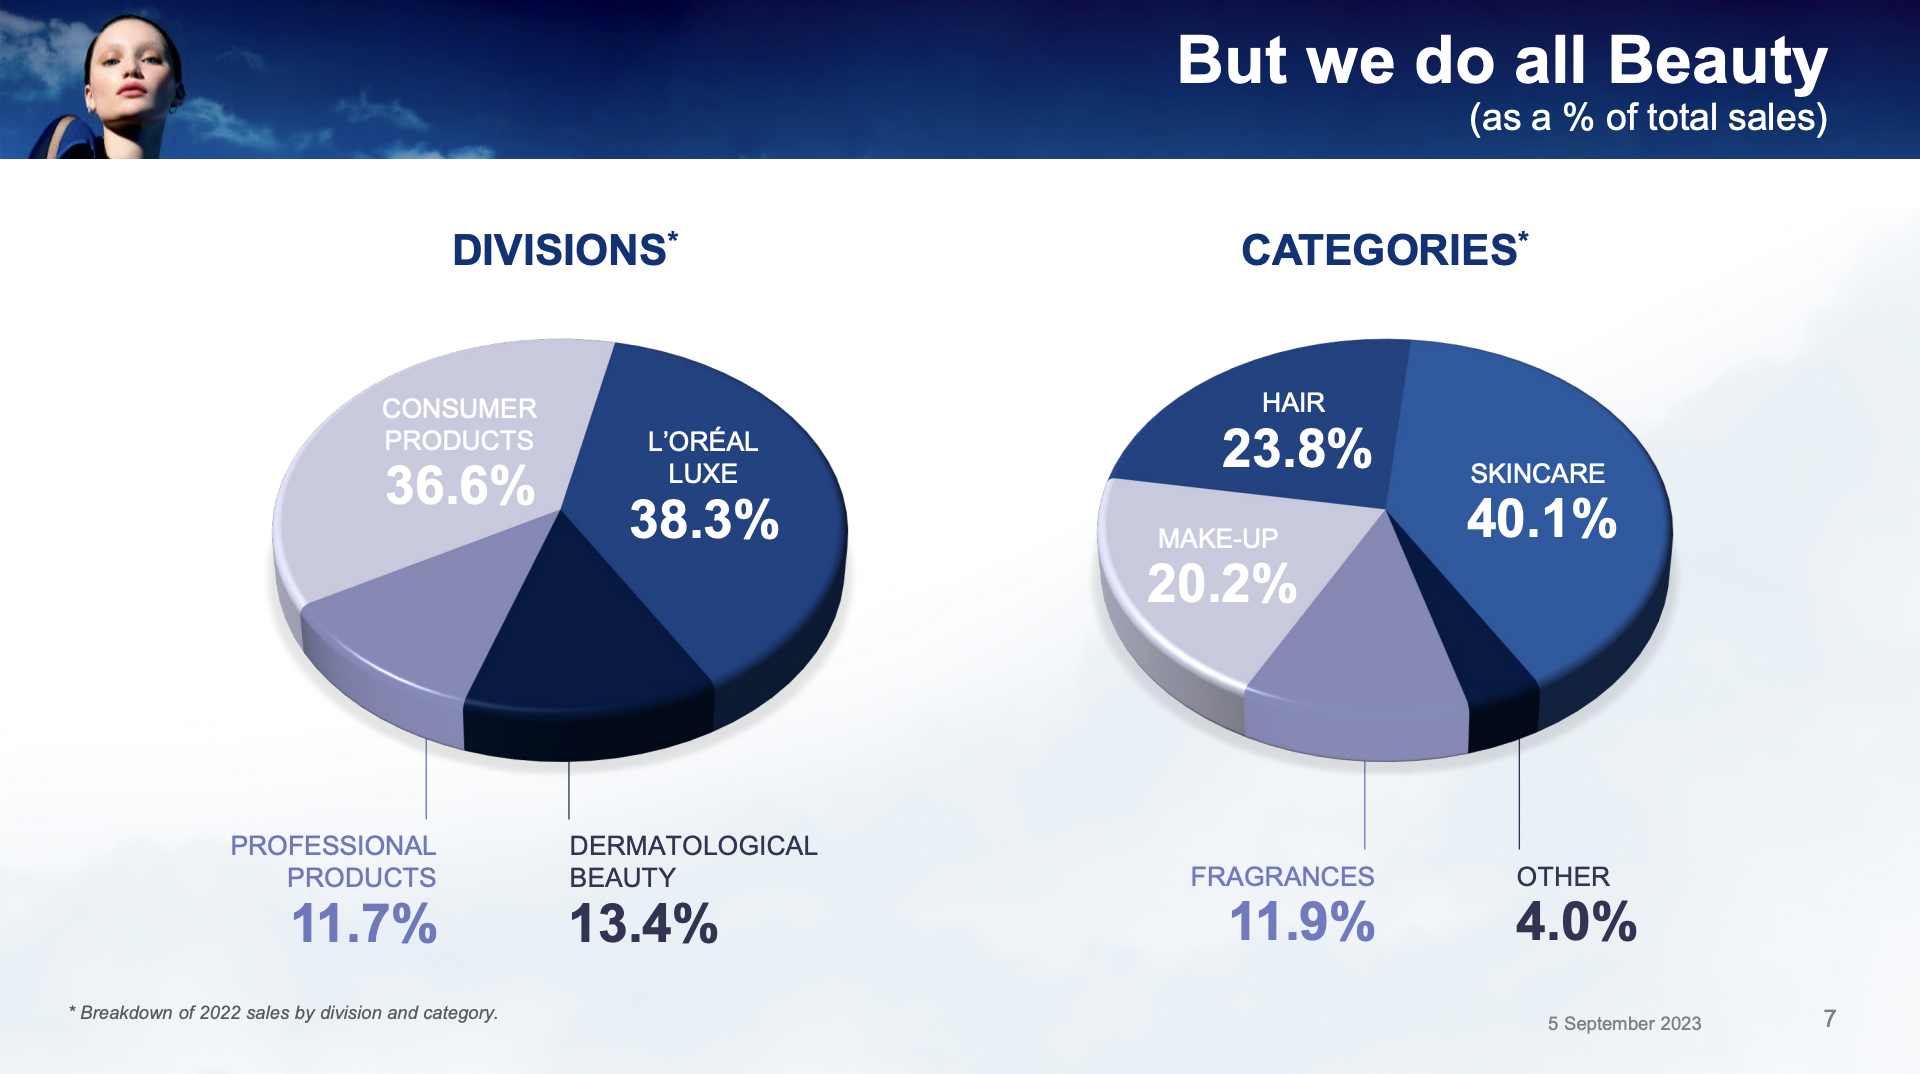 But we do all Beauty
(as a % of total sales)
DIVISIONS*
CONSUMER
PRODUCTS
36.6%
L’ORÉAL
LUXE
38.3%
PROFESSIONAL
PRODUCTS
11.7%
DERMATOLOGICAL
BEAUTY
13.4%
CATEGORIES*
HAIR
23.8%
SKINCARE
40.1%
MAKE-UP
20.2%
FRAGRANCES
11.9%
OTHER
4.0%
* Breakdown of 2022 sales by division and category.
5 September 2023
7